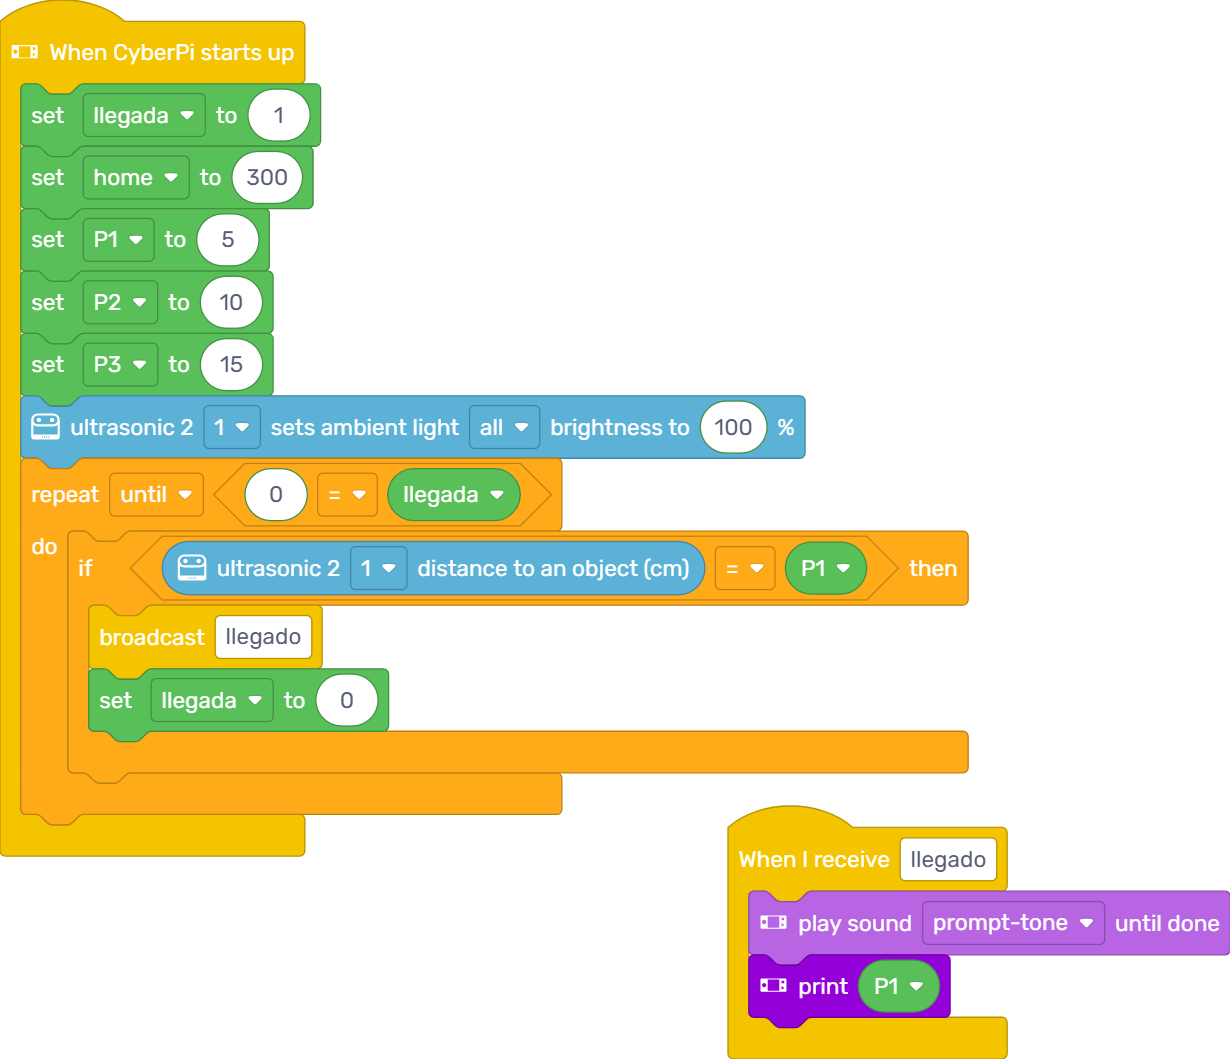 When CyberPi starts up
set llegada to 1
set home to 300
set P1 to 5
set P2 to 10
set P3 to 15
ultrasonic 2 1 sets ambient light all brightness to 100 %
repeat until 0 = llegada
do
if ultrasonic 2 1 distance to an object (cm) = P1 then
broadcast llegado
set llegada to 0
When I receive llegado
play sound prompt-tone until done
print P1